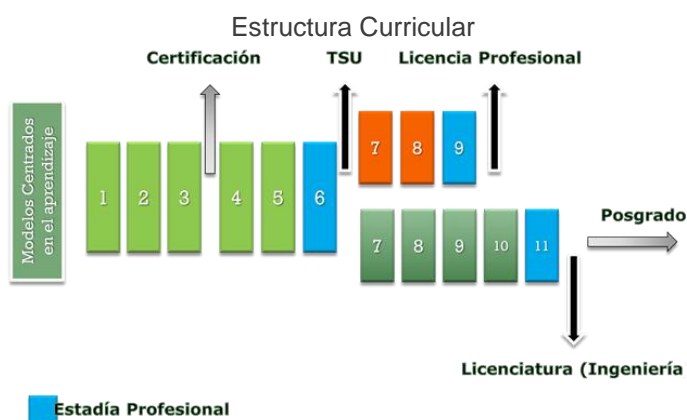 Estructura Curricular
Certificación
TSU
Licencia Profesional
Modelos Centrados
en el aprendizaje
1
2
3
4
5
6
7
8
9
7
8
9
10
11
Posgrado
Licenciatura (Ingeniería
Estadía Profesional